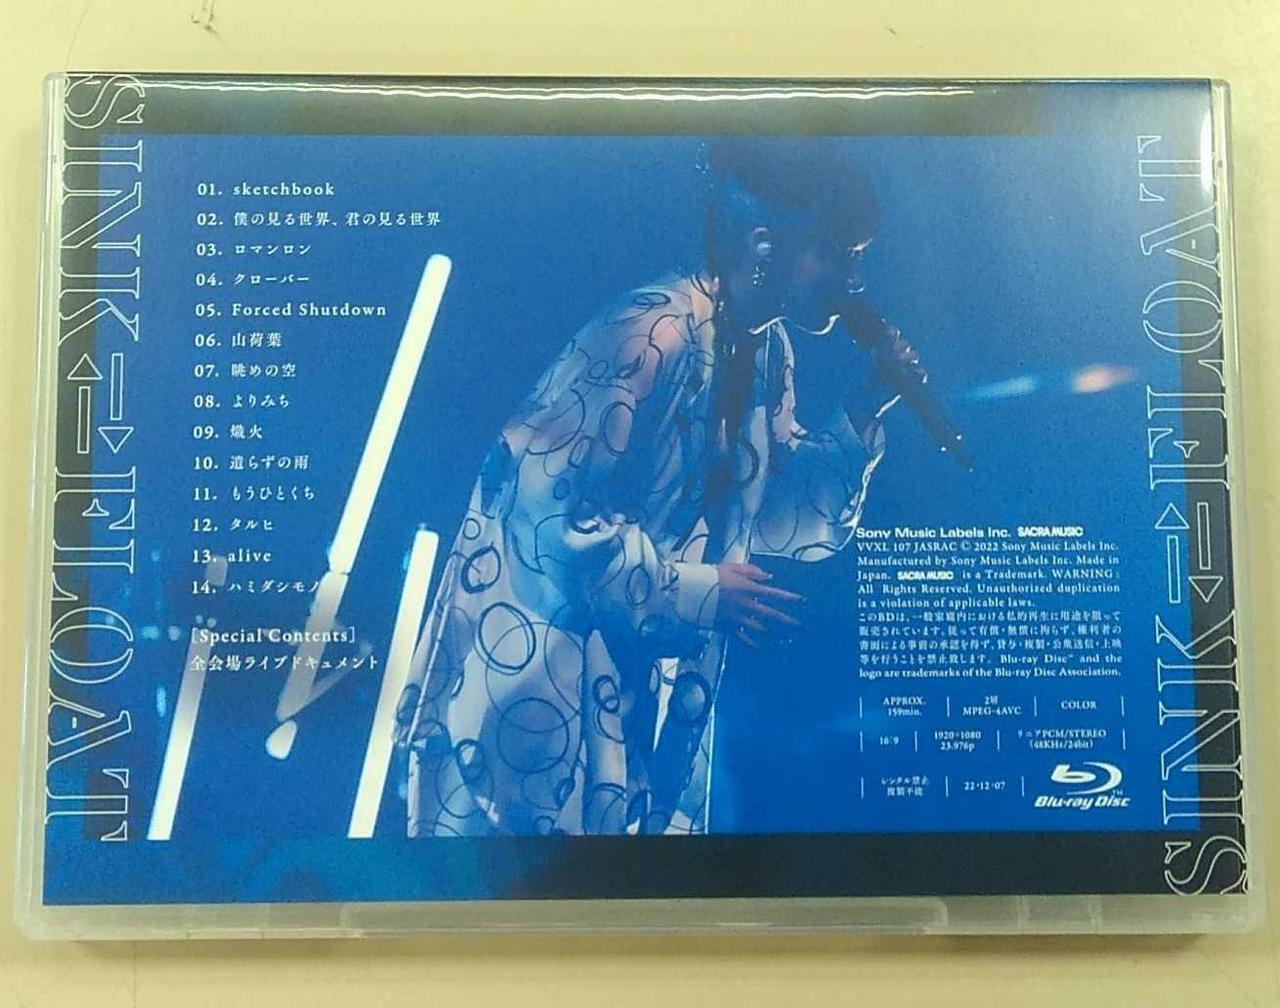 SINK⇄FLOAT
01. sketchbook
02. 僕の見る世界、君の見る世界
03. ロマンロン
04. クローバー
05. Forced Shutdown
06. 山荷葉
07. 眺めの空
08. よりみち
09. 熾火
10. 遣らずの雨
11. もうひとくち
12. タルヒ
13. alive
14. ハミダシモノ
[Special Contents]
全会場ライブドキュメント
Sony Music Labels Inc. SACRA MUSIC
VVXL 107 JASRAC © 2022 Sony Music Labels Inc.
Manufactured by Sony Music Labels Inc. Made in
Japan. SACRA MUSIC is a Trademark. WARNING:
All Rights Reserved. Unauthorized duplication
is a violation of applicable laws.
このBDは、一般家庭内における私的再生に用途を限って
販売されています。従って有償・無償に拘らず、権利者の
書面による事前の承認を得ず、貸与・複製・公衆送信・上映
等を行うことを禁止致します。 Blu-ray Disc™ and the
logo are trademarks of the Blu-ray Disc Association.
APPROX.
159min.
2層
MPEG-4AVC
COLOR
16:9
1920×1080
23.976p
リニアPCM/STEREO
(48KHz/24bit)
レンタル禁止
複製不能
22・12・07
Blu-ray Disc™
SINK⇄FLOAT